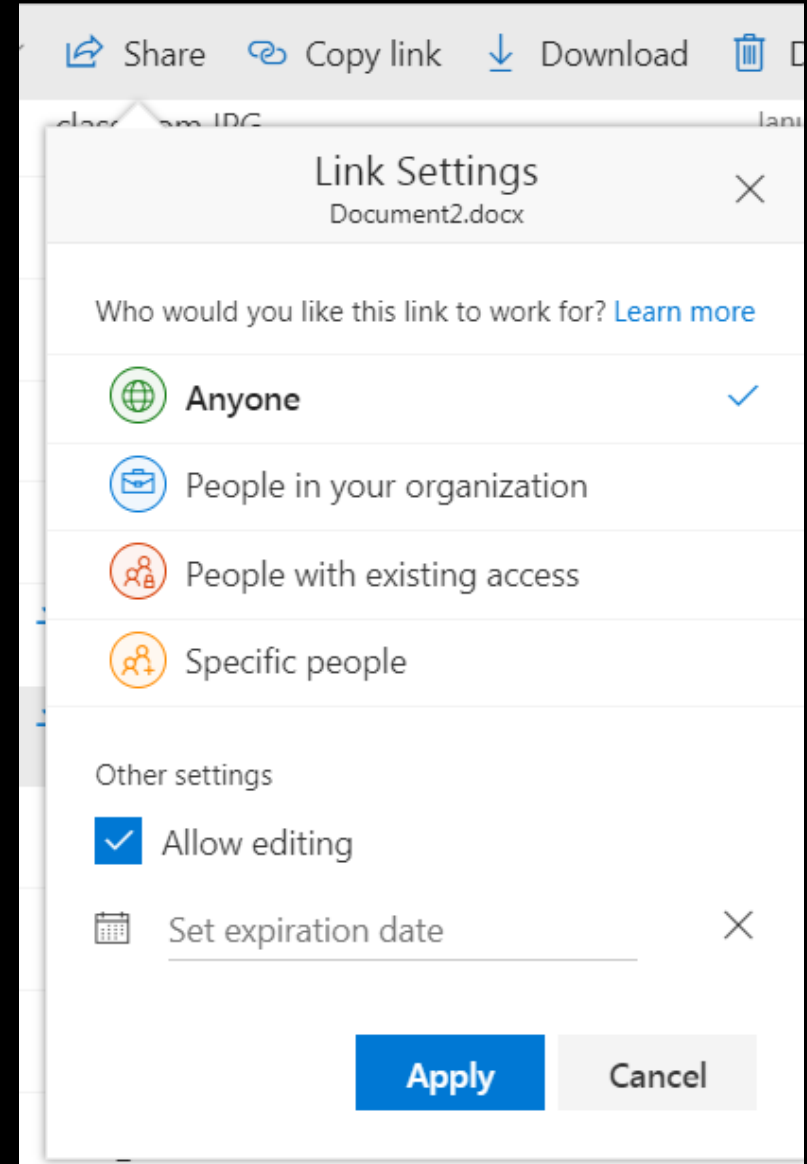 Share Copy link Download D
Link Settings
Document2.docx
Who would you like this link to work for? Learn more
Anyone
People in your organization
People with existing access
Specific people
Other settings
Allow editing
Set expiration date
Apply Cancel